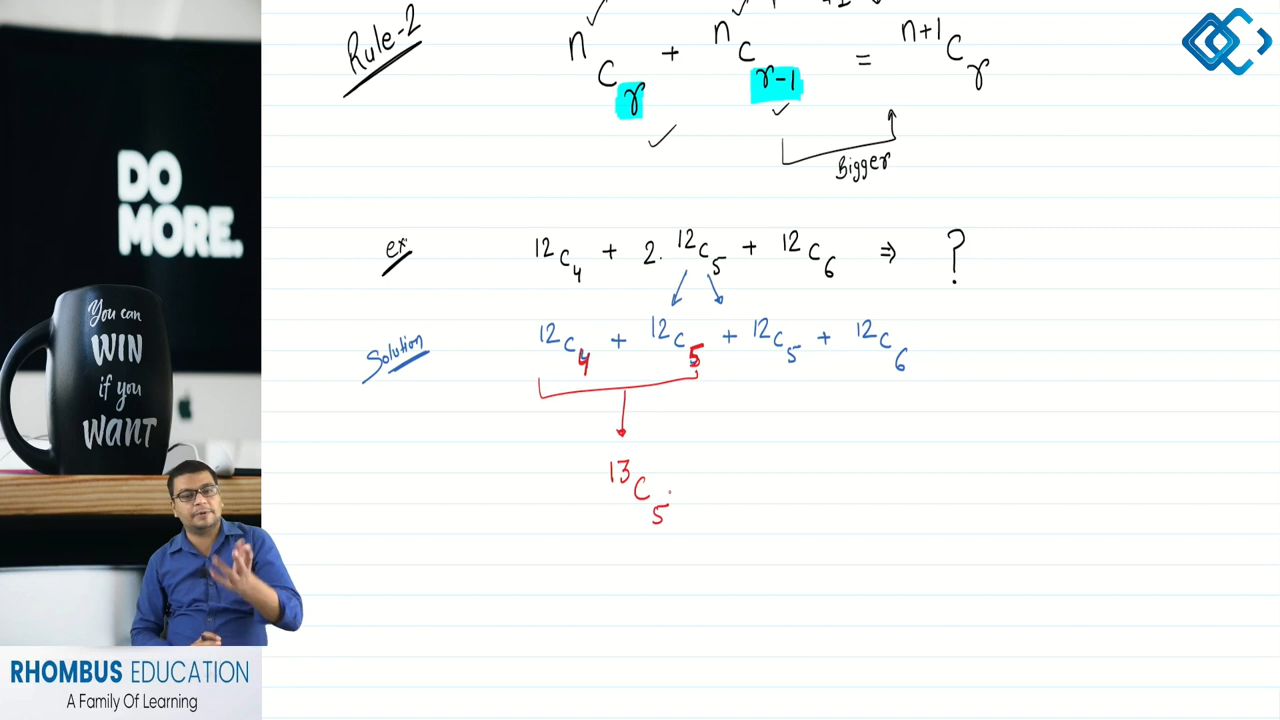 DO
MORE.
You can
WIN
if you
WANT
RHOMBUS EDUCATION
A Family Of Learning
Rule-2
ⁿCᵣ + ⁿCᵣ₋₁ = ⁿ⁺¹Cᵣ
Bigger
ex
¹²C₄ + 2. ¹²C₅ + ¹²C₆ ⇒ ?
Solution
¹²C₄ + ¹²C₅ + ¹²C₅ + ¹²C₆
¹³C₅